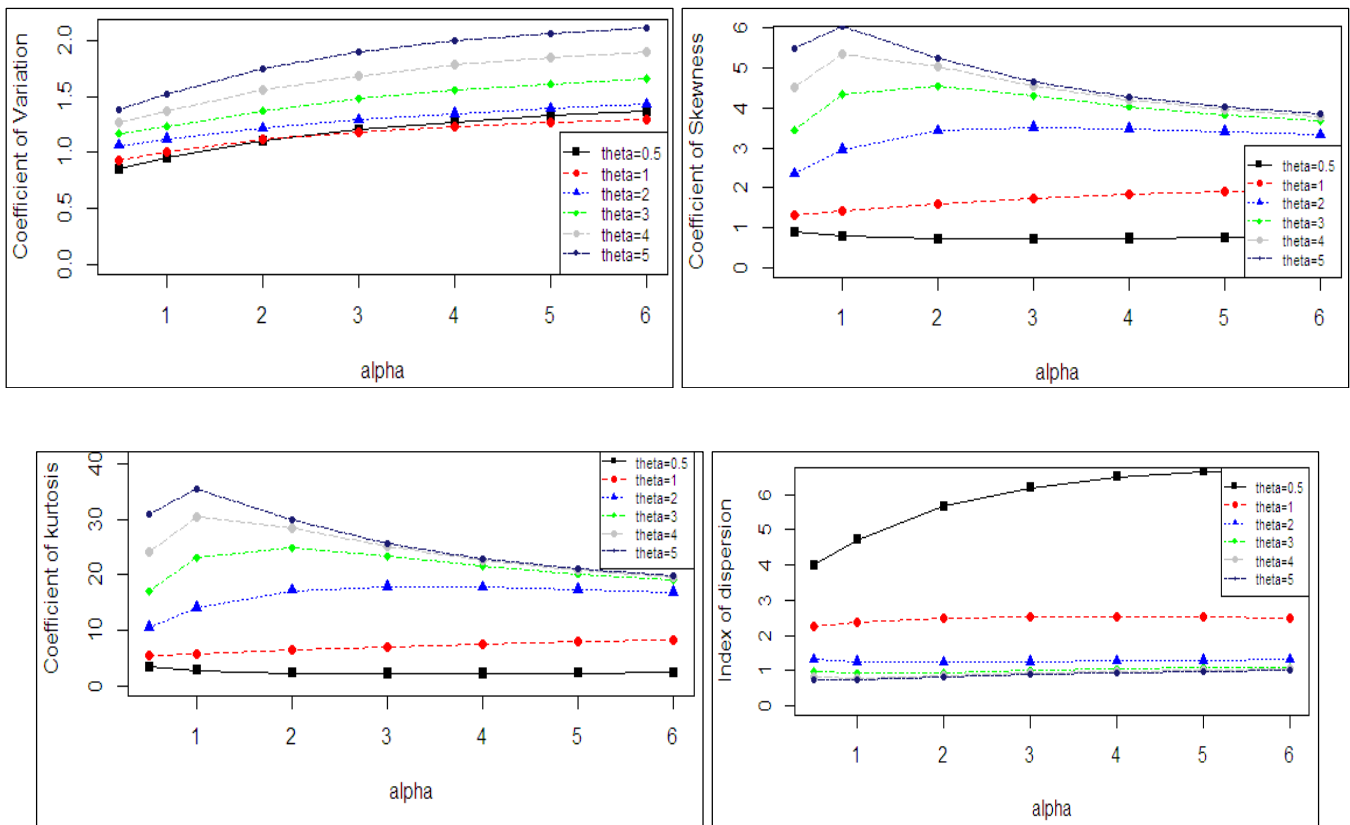 Coefficient of Variation
2.0
1.5
1.0
0.5
0.0
theta=0.5
theta=1
theta=2
theta=3
theta=4
theta=5
1 2 3 4 5 6
alpha
Coefficient of Skewness
6
5
4
3
2
1
0
theta=0.5
theta=1
theta=2
theta=3
theta=4
theta=5
1 2 3 4 5 6
alpha
Coefficient of kurtosis
40
30
20
10
0
theta=0.5
theta=1
theta=2
theta=3
theta=4
theta=5
1 2 3 4 5 6
alpha
Index of dispersion
6
5
4
3
2
1
0
theta=0.5
theta=1
theta=2
theta=3
theta=4
theta=5
1 2 3 4 5 6
alpha